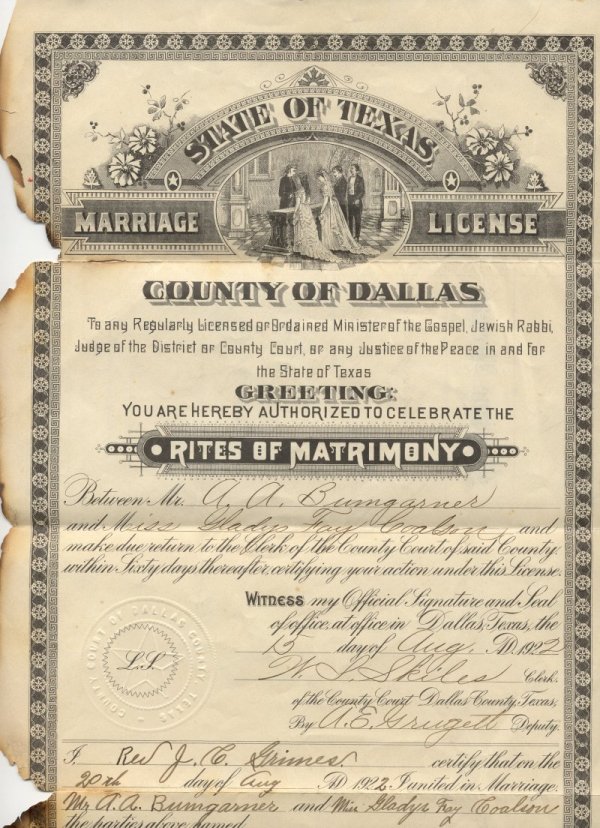 STATE OF TEXAS
MARRIAGE LICENSE
COUNTY OF DALLAS
To any Regularly Licensed or Ordained Minister of the Gospel, Jewish Rabbi,
Judge of the District or County Court, or any Justice of the Peace in and for
the State of Texas
GREETING:
YOU ARE HEREBY AUTHORIZED TO CELEBRATE THE
RITES OF MATRIMONY
Between Mr. A. A. Bumgarner
and Miss Gladys Fay Coalson and
make due return to the Clerk of the County Court of said County
within Sixty days thereafter, certifying your action under this License.
WITNESS my Official Signature and Seal
of office, at office in Dallas, Texas, the
day of Aug. A.D. 1922
W. S. Skiles Clerk.
of the County Court Dallas County, Texas,
By A. E. Grugett Deputy.
COUNTY COURT OF DALLAS COUNTY, TEXAS
L.S.
I, Rev J. C. Grimes certify that on the
20th day of Aug AD 1922 I united in Marriage
Mr A. A. Bumgarner and Miss Gladys Fay Coalson
the parties above named